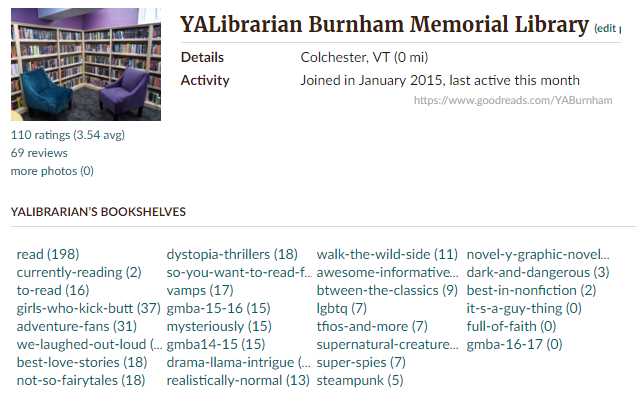 YALibrarian Burnham Memorial Library (edit
Details Colchester, VT (0 mi)
Activity Joined in January 2015, last active this month
https://www.goodreads.com/YABurnham
110 ratings (3.54 avg)
69 reviews
more photos (0)
YALIBRARIAN'S BOOKSHELVES
read (198)
currently-reading (2)
to-read (16)
girls-who-kick-butt (37)
adventure-fans (31)
we-laughed-out-loud (...
best-love-stories (18)
not-so-fairytales (18)
dystopia-thrillers (18)
so-you-want-to-read-f...
vamps (17)
gmba-15-16 (15)
mysteriously (15)
gmba14-15 (15)
drama-llama-intrigue (...
realistically-normal (13)
walk-the-wild-side (11)
awesome-informative...
btween-the-classics (9)
lgbtq (7)
tfios-and-more (7)
supernatural-creature...
super-spies (7)
steampunk (5)
novel-y-graphic-novel...
dark-and-dangerous (3)
best-in-nonfiction (2)
it-s-a-guy-thing (0)
full-of-faith (0)
gmba-16-17 (0)